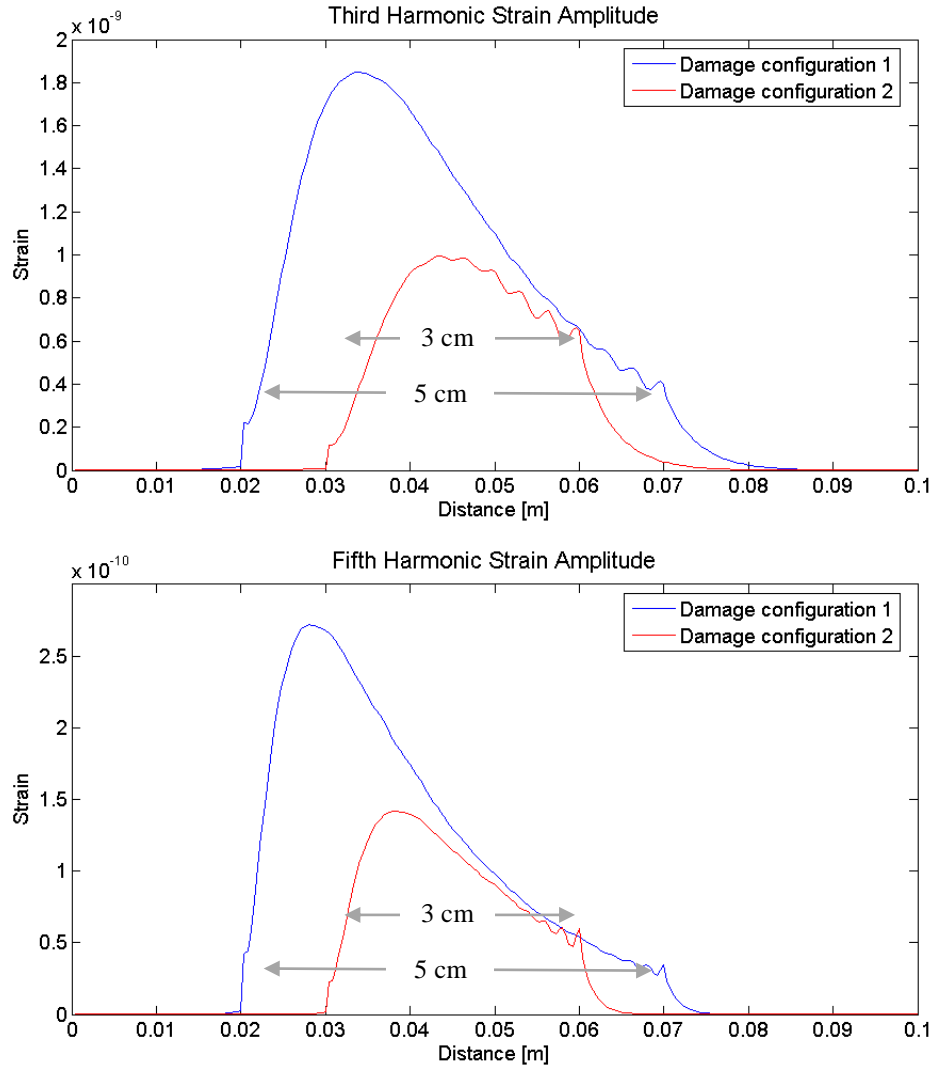 Third Harmonic Strain Amplitude
x 10^-9
Damage configuration 1
Damage configuration 2
2
1.8
1.6
1.4
1.2
1
0.8
0.6
0.4
0.2
0
Strain
3 cm
5 cm
0 0.01 0.02 0.03 0.04 0.05 0.06 0.07 0.08 0.09 0.1
Distance [m]
Fifth Harmonic Strain Amplitude
x 10^-10
Damage configuration 1
Damage configuration 2
2.5
2
1.5
1
0.5
0
Strain
3 cm
5 cm
0 0.01 0.02 0.03 0.04 0.05 0.06 0.07 0.08 0.09 0.1
Distance [m]